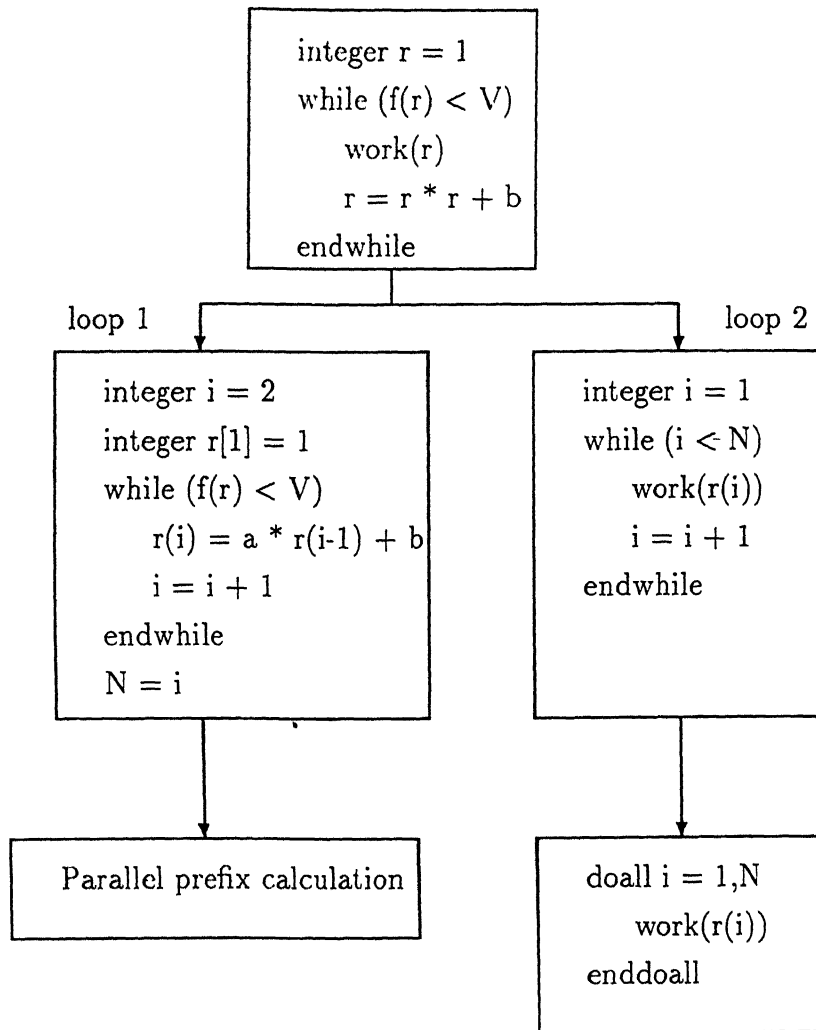 integer r = 1
while (f(r) < V)
work(r)
r = r * r + b
endwhile
loop 1
loop 2
integer i = 2
integer r[1] = 1
while (f(r) < V)
r(i) = a * r(i-1) + b
i = i + 1
endwhile
N = i
integer i = 1
while (i < N)
work(r(i))
i = i + 1
endwhile
Parallel prefix calculation
doall i = 1,N
work(r(i))
enddoall